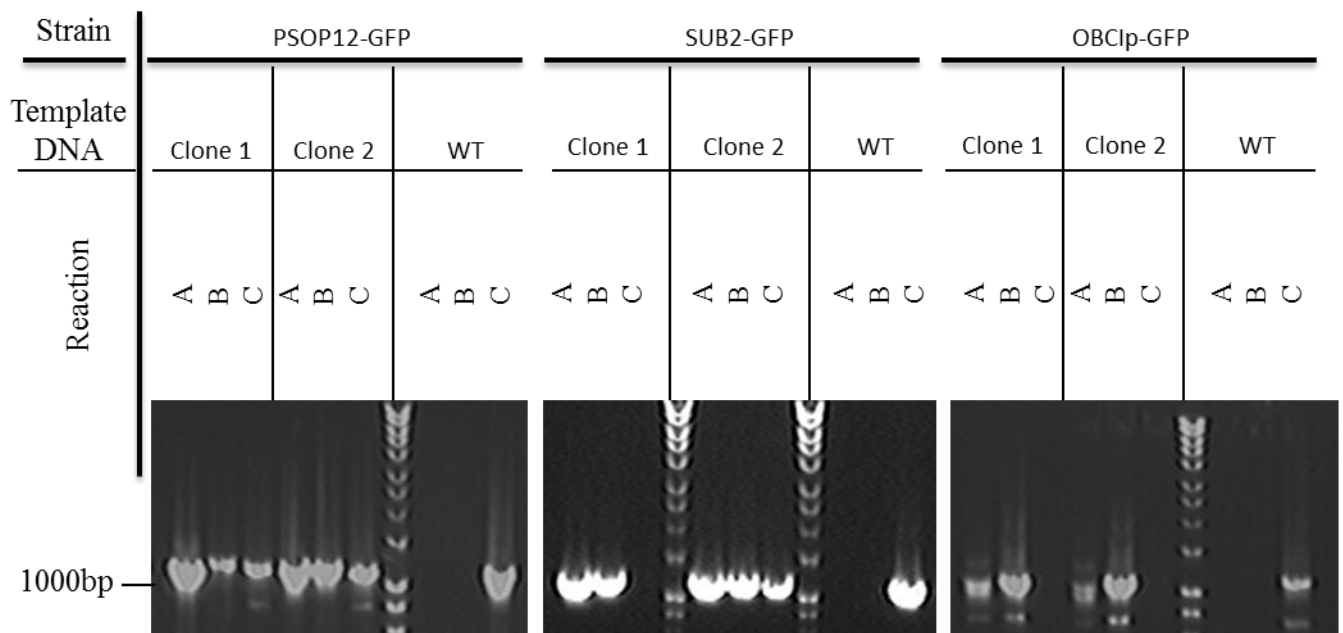 Strain PSOP12-GFP SUB2-GFP OBCIp-GFP
Template
DNA Clone 1 Clone 2 WT Clone 1 Clone 2 WT Clone 1 Clone 2 WT
Reaction A B C A B C A B C A B C A B C A B C A B C A B C A B C
1000bp